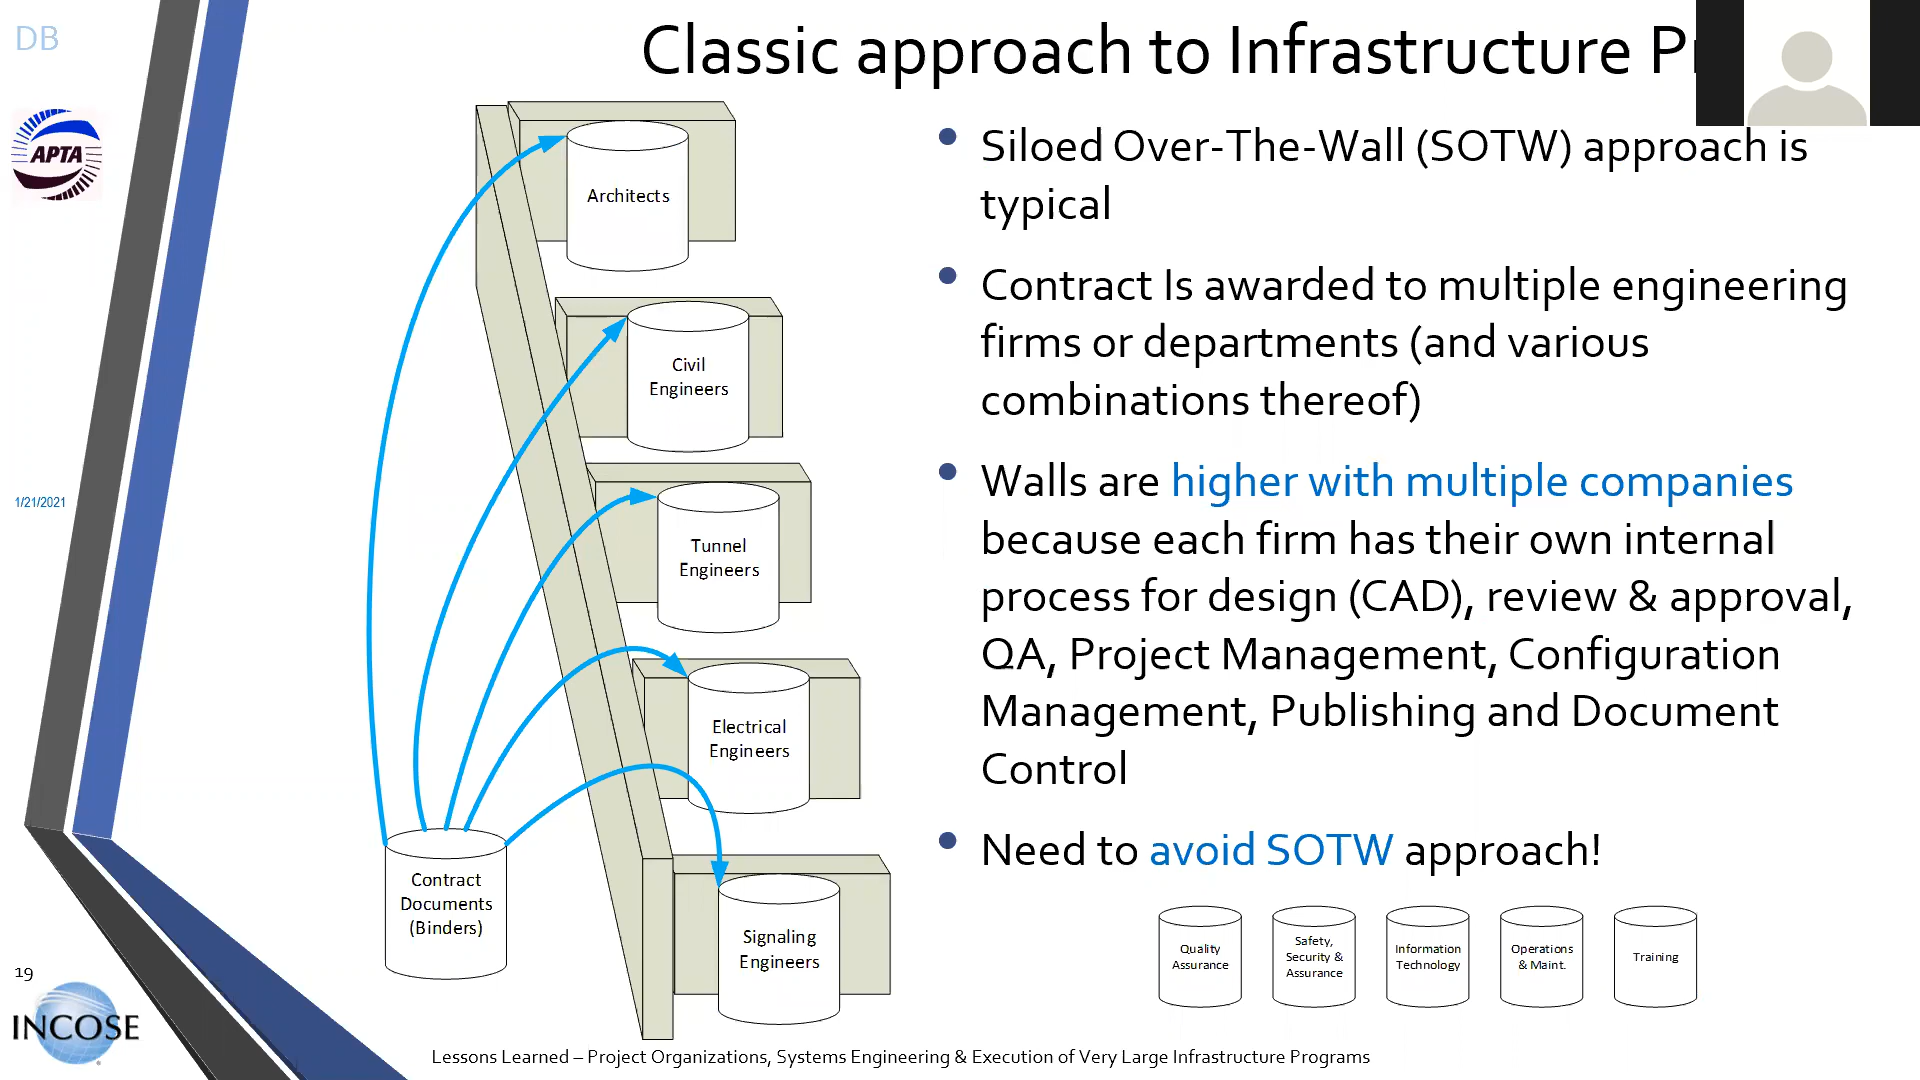 DB
Classic approach to Infrastructure
APTA
Siloed Over-The-Wall (SOTW) approach is
typical
Contract Is awarded to multiple engineering
firms or departments (and various
combinations thereof)
Walls are higher with multiple companies
because each firm has their own internal
process for design (CAD), review & approval,
QA, Project Management, Configuration
Management, Publishing and Document
Control
Need to avoid SOTW approach!
Architects
Civil
Engineers
Tunnel
Engineers
Electrical
Engineers
Signaling
Engineers
Contract
Documents
(Binders)
Quality
Assurance
Safety,
Security &
Assurance
Information
Technology
Operations
& Maint.
Training
1/21/2021
19
INCOSE
Lessons Learned – Project Organizations, Systems Engineering & Execution of Very Large Infrastructure Programs